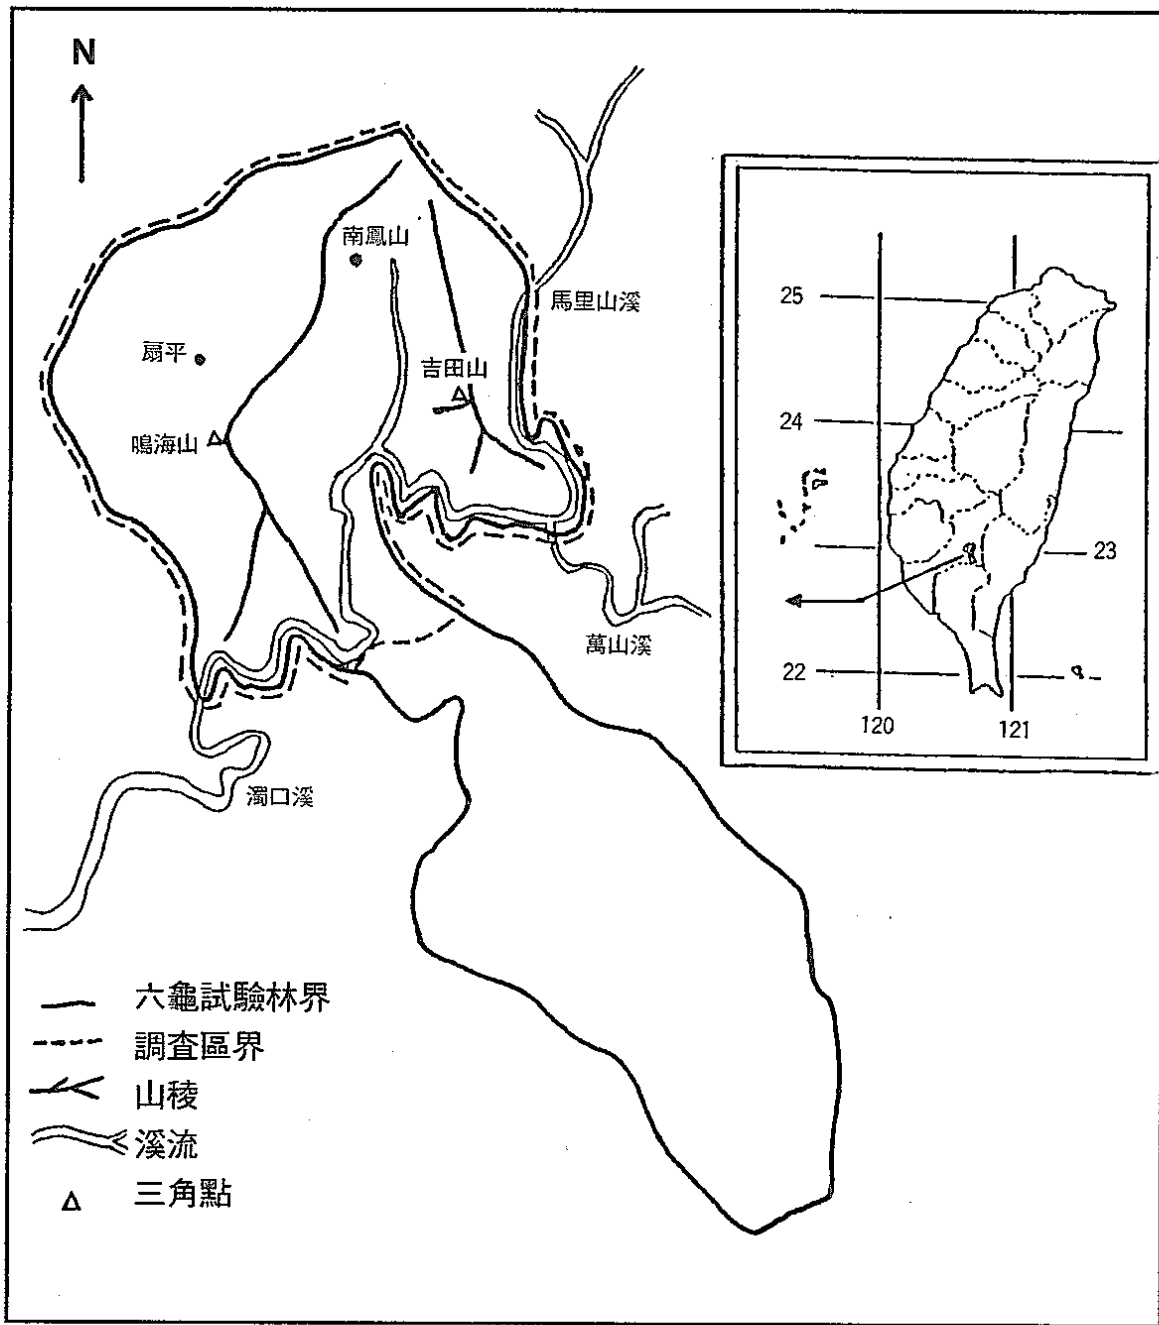 N
南鳳山
馬里山溪
扇平
吉田山
鳴海山
萬山溪
濁口溪
25
24
23
22
120
121
六龜試驗林界
調查區界
山稜
溪流
三角點